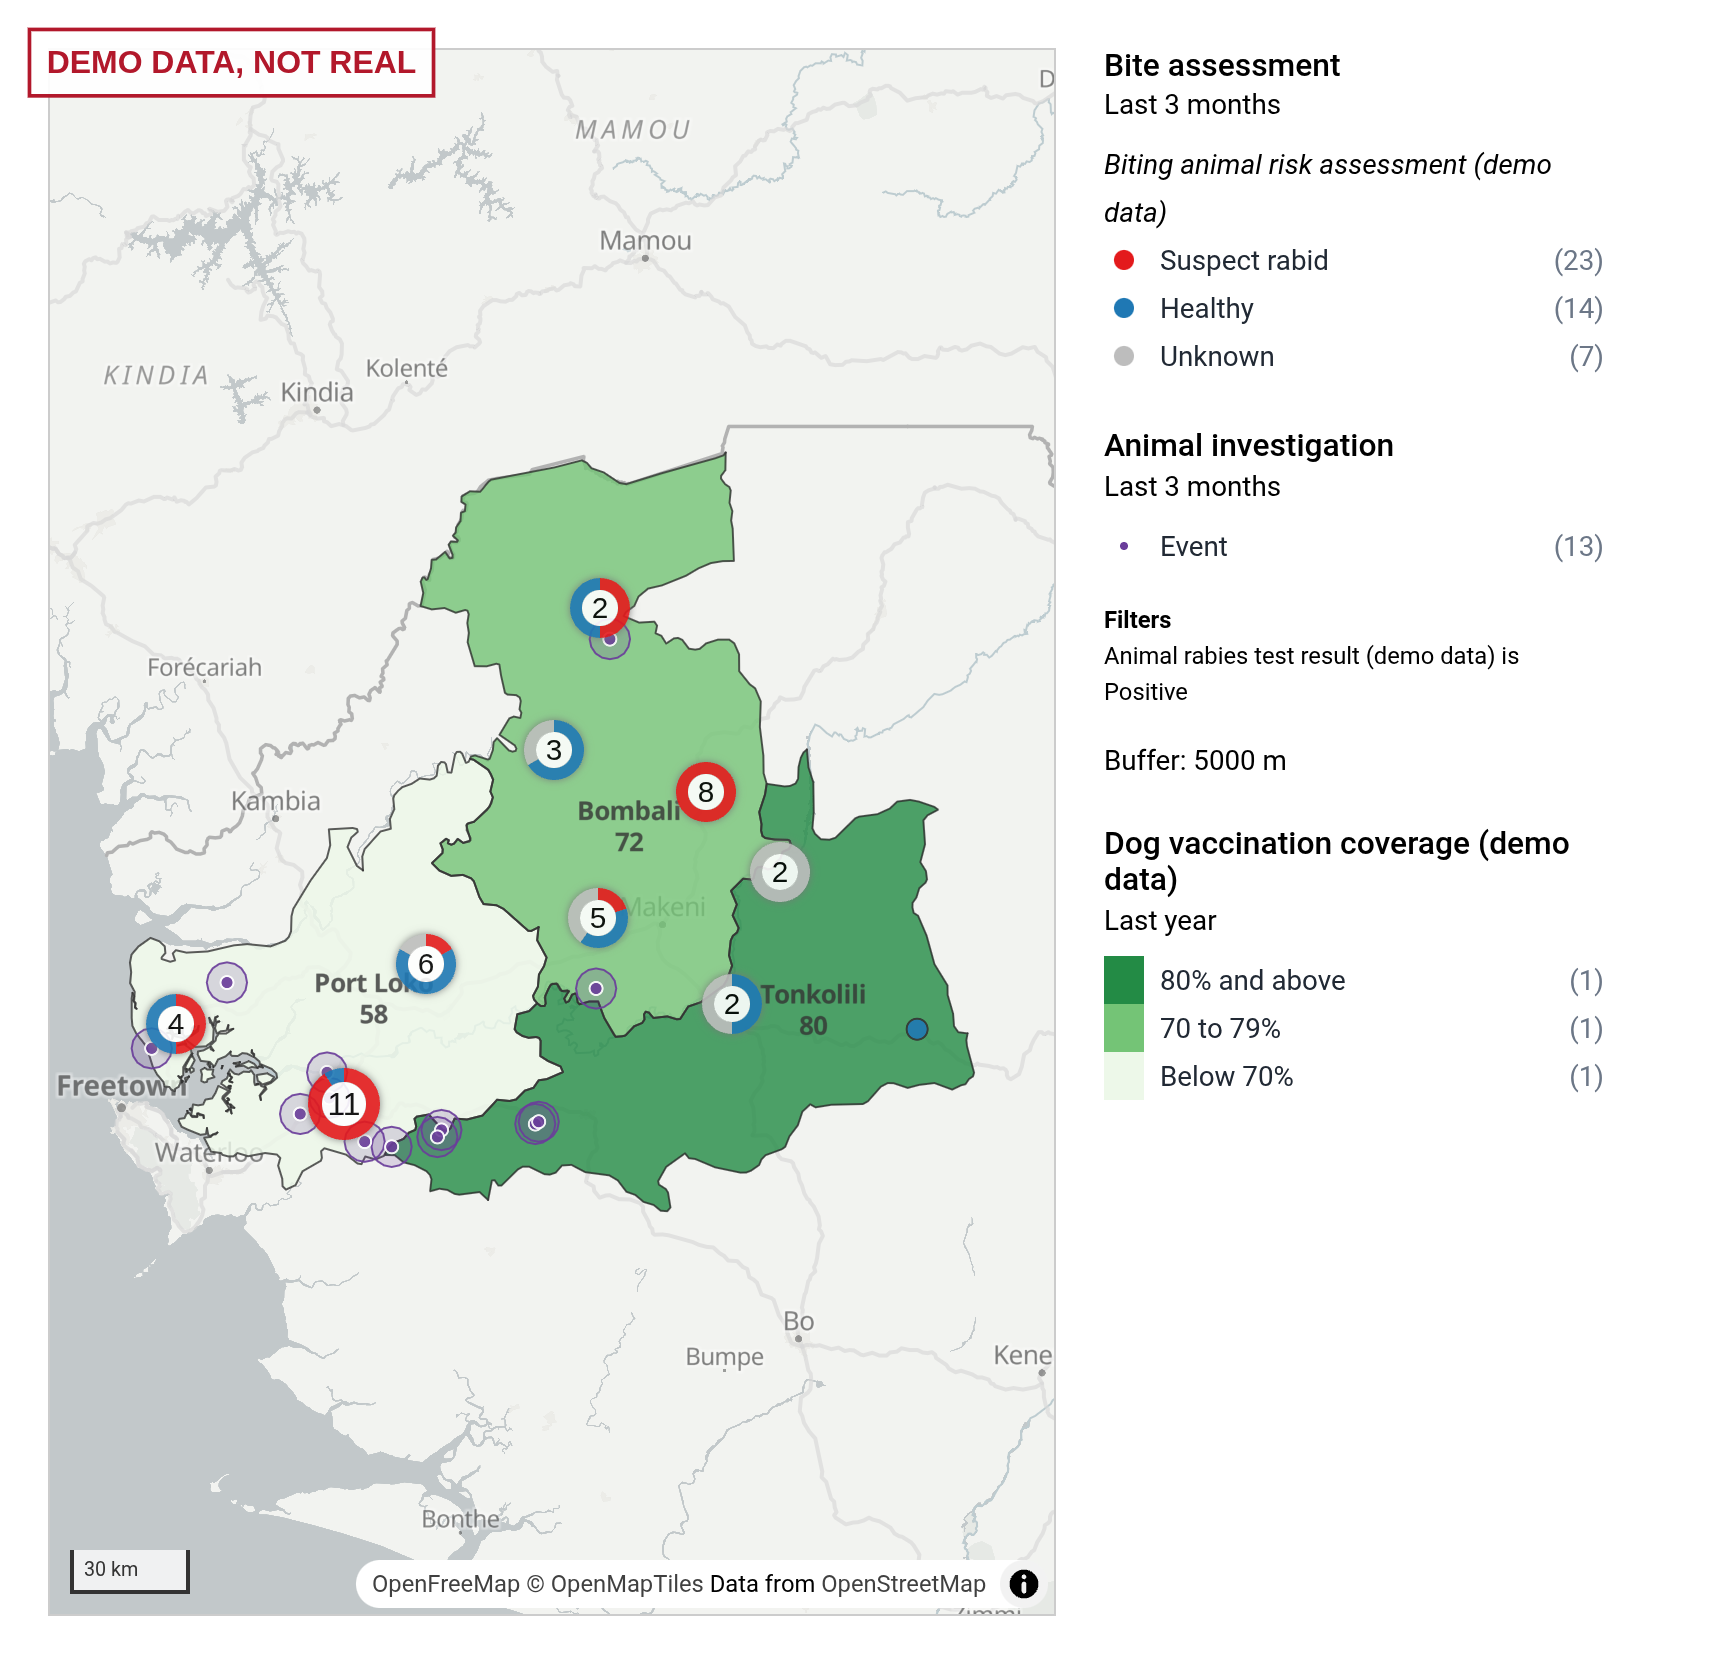 DEMO DATA, NOT REAL
D
MAMOU
Mamou
KINDIA
Kolenté
Kindia
2
Forécariah
3
8
Kambia
Bombali
72
2
5
Makeni
6
Port Loko
58
2
Tonkolili
80
4
Freetown
11
Waterloo
Bo
Bumpe
Kene
Bonthe
30 km
OpenFreeMap © OpenMapTiles Data from OpenStreetMap
Zimmi
Bite assessment
Last 3 months
Biting animal risk assessment (demo
data)
Suspect rabid (23)
Healthy (14)
Unknown (7)
Animal investigation
Last 3 months
Event (13)
Filters
Animal rabies test result (demo data) is
Positive
Buffer: 5000 m
Dog vaccination coverage (demo
data)
Last year
80% and above (1)
70 to 79% (1)
Below 70% (1)